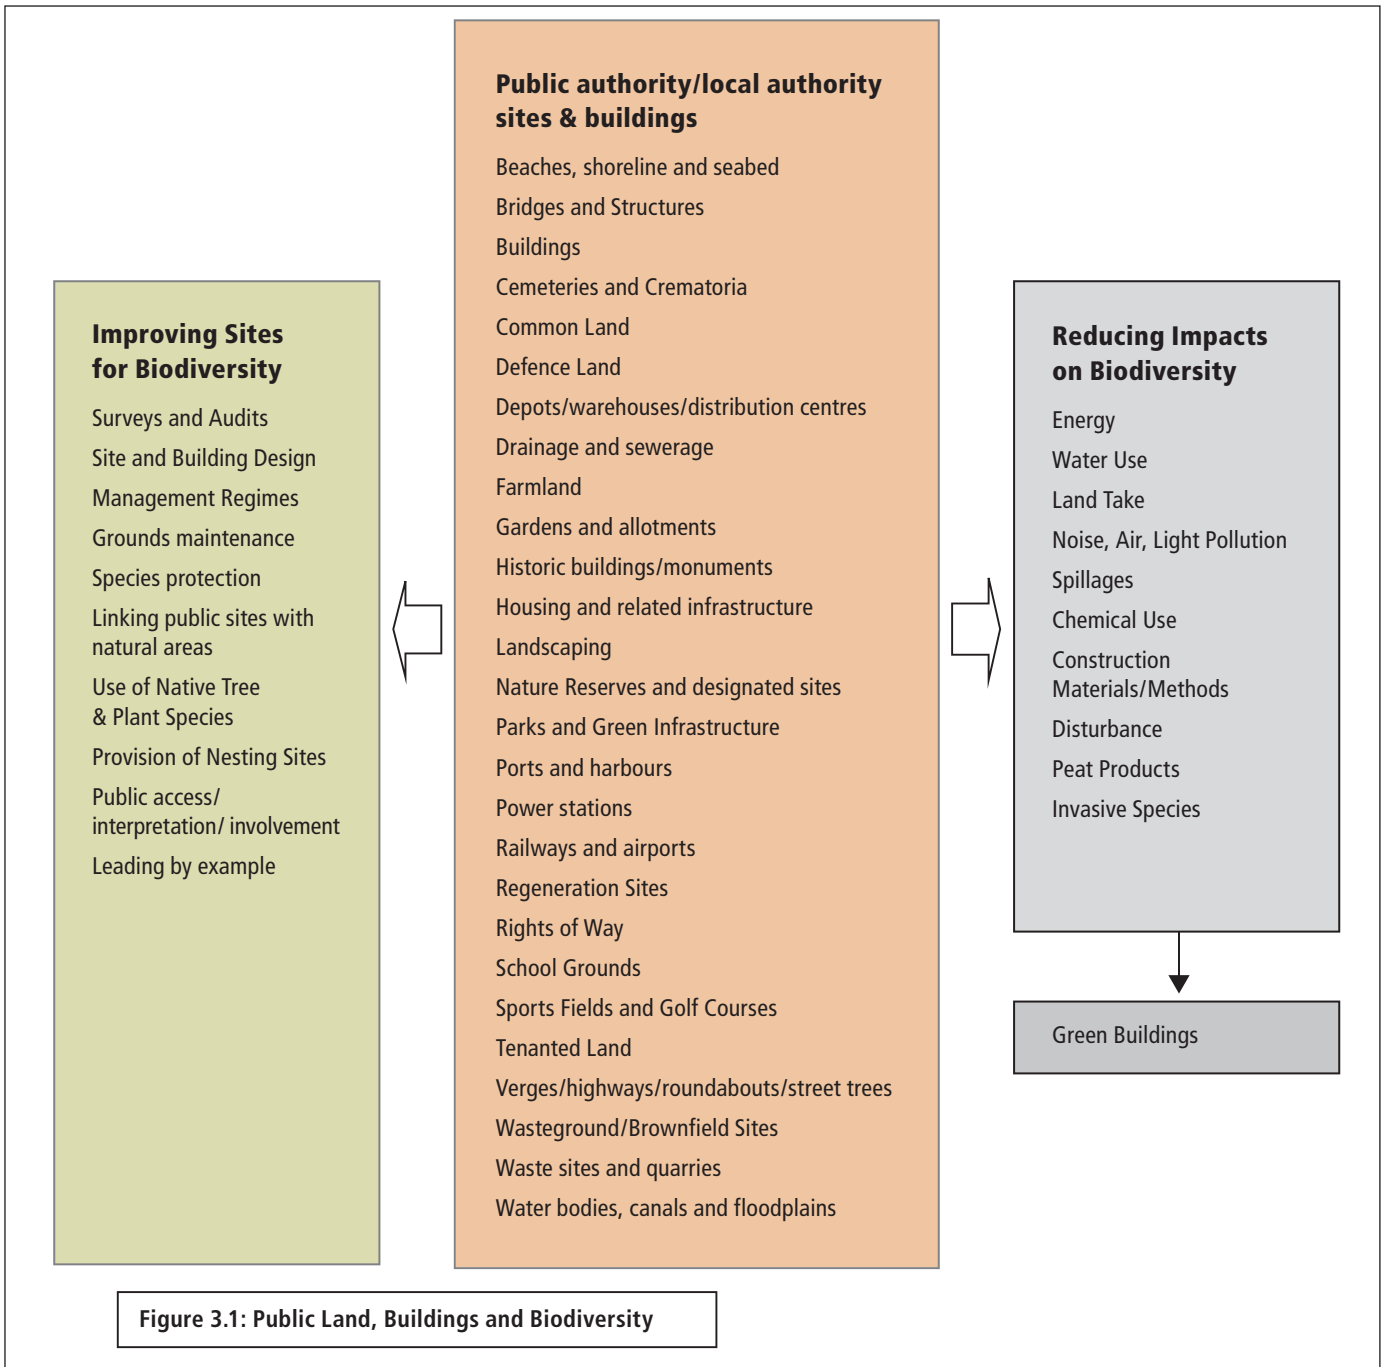 Improving Sites
for Biodiversity
Surveys and Audits
Site and Building Design
Management Regimes
Grounds maintenance
Species protection
Linking public sites with
natural areas
Use of Native Tree
& Plant Species
Provision of Nesting Sites
Public access/
interpretation/ involvement
Leading by example
Public authority/local authority
sites & buildings
Beaches, shoreline and seabed
Bridges and Structures
Buildings
Cemeteries and Crematoria
Common Land
Defence Land
Depots/warehouses/distribution centres
Drainage and sewerage
Farmland
Gardens and allotments
Historic buildings/monuments
Housing and related infrastructure
Landscaping
Nature Reserves and designated sites
Parks and Green Infrastructure
Ports and harbours
Power stations
Railways and airports
Regeneration Sites
Rights of Way
School Grounds
Sports Fields and Golf Courses
Tenanted Land
Verges/highways/roundabouts/street trees
Wasteground/Brownfield Sites
Waste sites and quarries
Water bodies, canals and floodplains
Reducing Impacts
on Biodiversity
Energy
Water Use
Land Take
Noise, Air, Light Pollution
Spillages
Chemical Use
Construction
Materials/Methods
Disturbance
Peat Products
Invasive Species
Green Buildings
Figure 3.1: Public Land, Buildings and Biodiversity